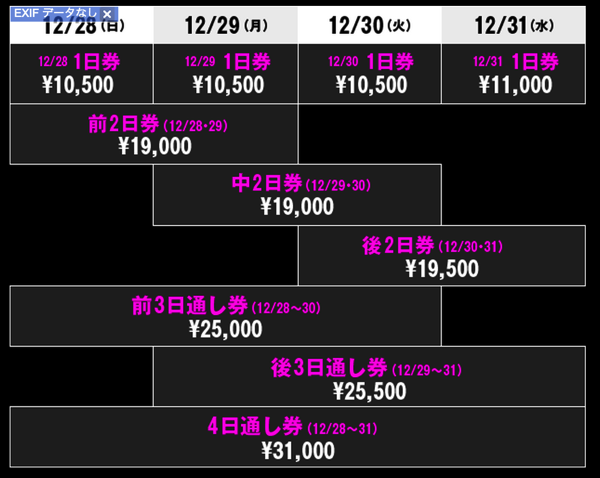 EXIF データなし ×
12/28(日) 12/29(月) 12/30(火) 12/31(水)
12/28 1日券 12/29 1日券 12/30 1日券 12/31 1日券
¥10,500 ¥10,500 ¥10,500 ¥11,000
前2日券(12/28・29)
¥19,000
中2日券(12/29・30)
¥19,000
後2日券(12/30・31)
¥19,500
前3日通し券(12/28〜30)
¥25,000
後3日通し券(12/29〜31)
¥25,500
4日通し券(12/28〜31)
¥31,000